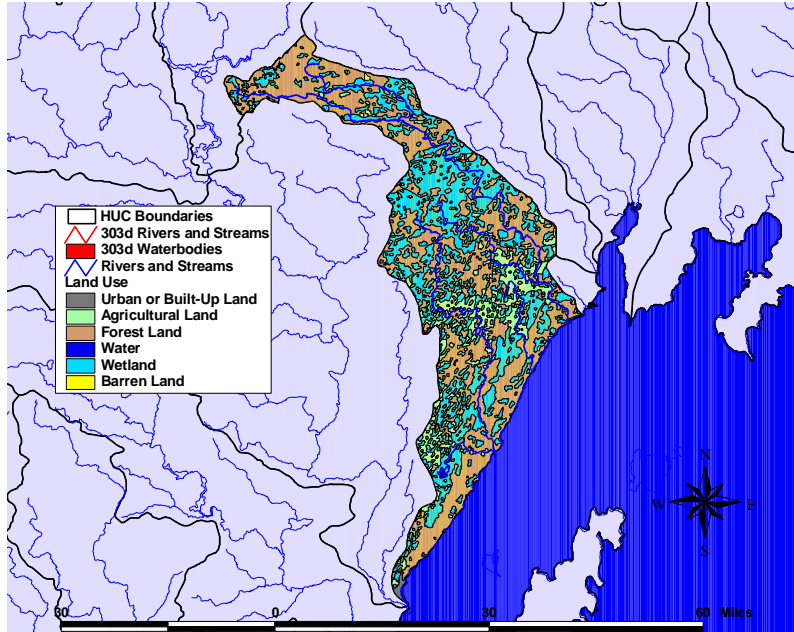 HUC Boundaries
303d Rivers and Streams
303d Waterbodies
Rivers and Streams
Land Use
Urban or Built-Up Land
Agricultural Land
Forest Land
Water
Wetland
Barren Land
N
W E
S
30 0 30 60 Miles